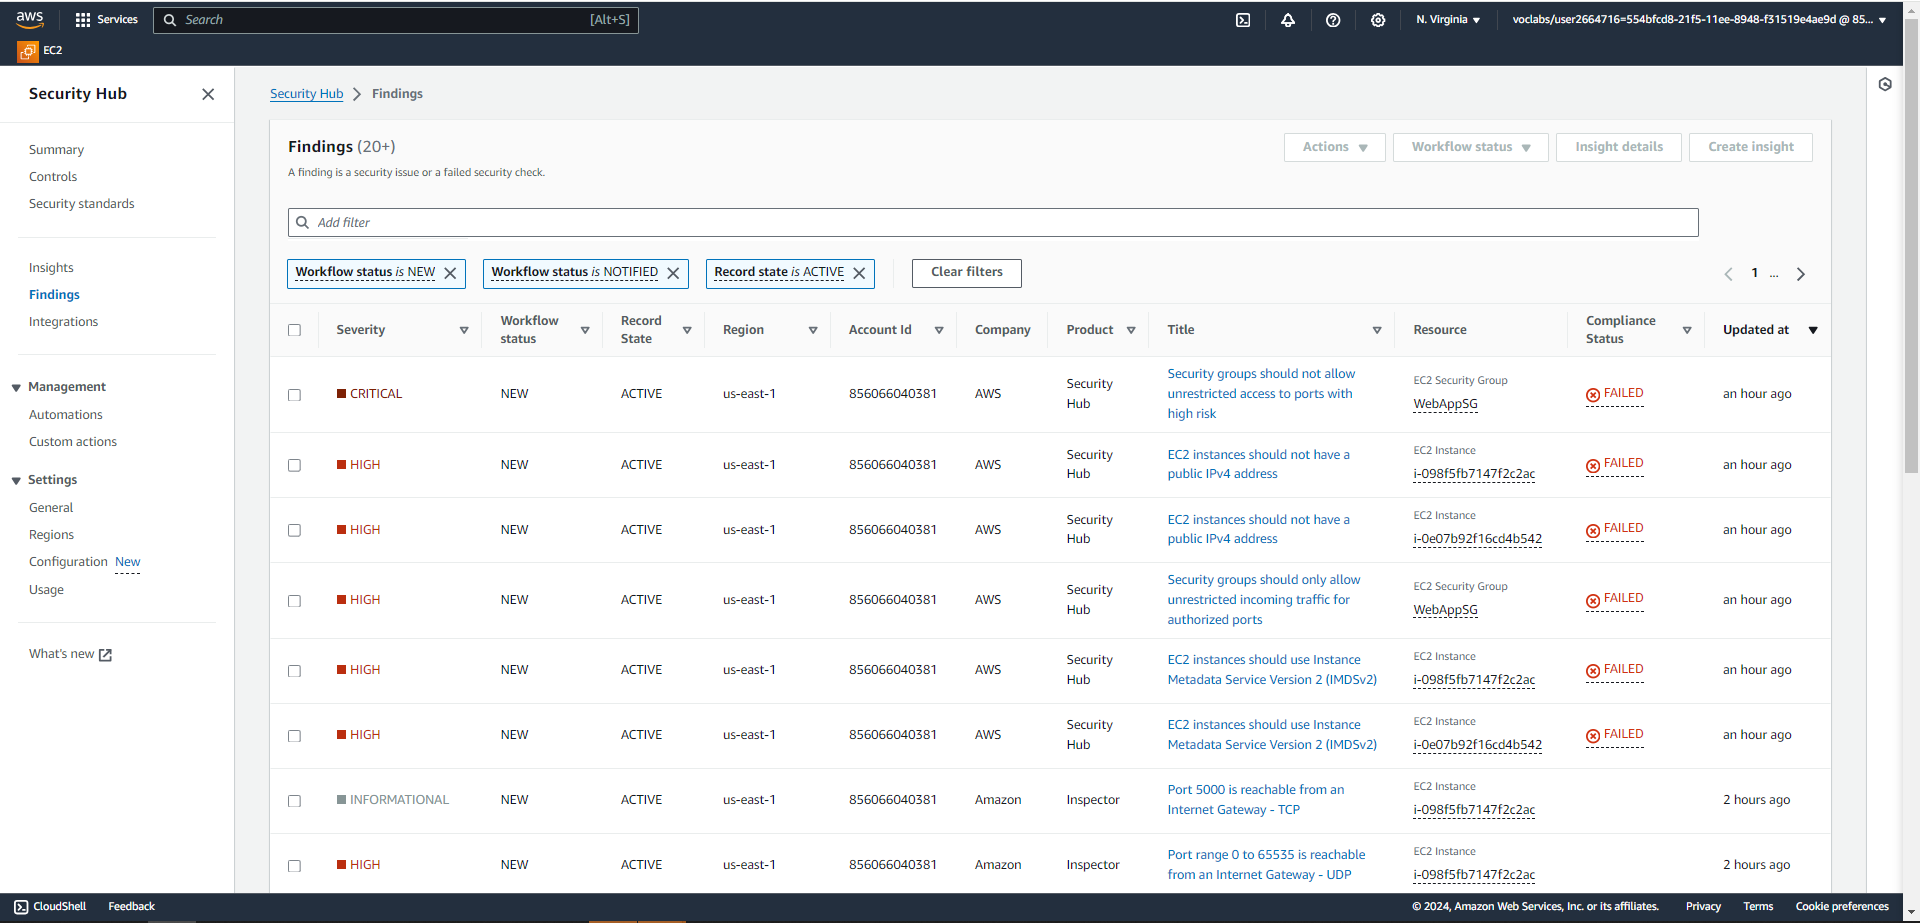 aws
Services
Search
[Alt+S]
N. Virginia
voclabs/user2664716=554bfcd8-21f5-11ee-8948-f31519e4ae9d @ 85...
EC2
Security Hub
Summary
Controls
Security standards
Insights
Findings
Integrations
Management
Automations
Custom actions
Settings
General
Regions
Configuration New
Usage
What's new
Security Hub Findings
Findings (20+)
A finding is a security issue or a failed security check.
Actions
Workflow status
Insight details
Create insight
Add filter
Workflow status is NEW
Workflow status is NOTIFIED
Record state is ACTIVE
Clear filters
1 ...
Severity
Workflow
status
Record
State
Region
Account Id
Company
Product
Title
Resource
Compliance
Status
Updated at
CRITICAL
NEW
ACTIVE
us-east-1
856066040381
AWS
Security
Hub
Security groups should not allow
unrestricted access to ports with
high risk
EC2 Security Group
WebAppSG
FAILED
an hour ago
HIGH
NEW
ACTIVE
us-east-1
856066040381
AWS
Security
Hub
EC2 instances should not have a
public IPv4 address
EC2 Instance
i-098f5fb7147f2c2ac
FAILED
an hour ago
HIGH
NEW
ACTIVE
us-east-1
856066040381
AWS
Security
Hub
EC2 instances should not have a
public IPv4 address
EC2 Instance
i-0e07b92f16cd4b542
FAILED
an hour ago
HIGH
NEW
ACTIVE
us-east-1
856066040381
AWS
Security
Hub
Security groups should only allow
unrestricted incoming traffic for
authorized ports
EC2 Security Group
WebAppSG
FAILED
an hour ago
HIGH
NEW
ACTIVE
us-east-1
856066040381
AWS
Security
Hub
EC2 instances should use Instance
Metadata Service Version 2 (IMDSv2)
EC2 Instance
i-098f5fb7147f2c2ac
FAILED
an hour ago
HIGH
NEW
ACTIVE
us-east-1
856066040381
AWS
Security
Hub
EC2 instances should use Instance
Metadata Service Version 2 (IMDSv2)
EC2 Instance
i-0e07b92f16cd4b542
FAILED
an hour ago
INFORMATIONAL
NEW
ACTIVE
us-east-1
856066040381
Amazon
Inspector
Port 5000 is reachable from an
Internet Gateway - TCP
EC2 Instance
i-098f5fb7147f2c2ac
2 hours ago
HIGH
NEW
ACTIVE
us-east-1
856066040381
Amazon
Inspector
Port range 0 to 65535 is reachable
from an Internet Gateway - UDP
EC2 Instance
i-098f5fb7147f2c2ac
2 hours ago
CloudShell
Feedback
© 2024, Amazon Web Services, Inc. or its affiliates.
Privacy
Terms
Cookie preferences